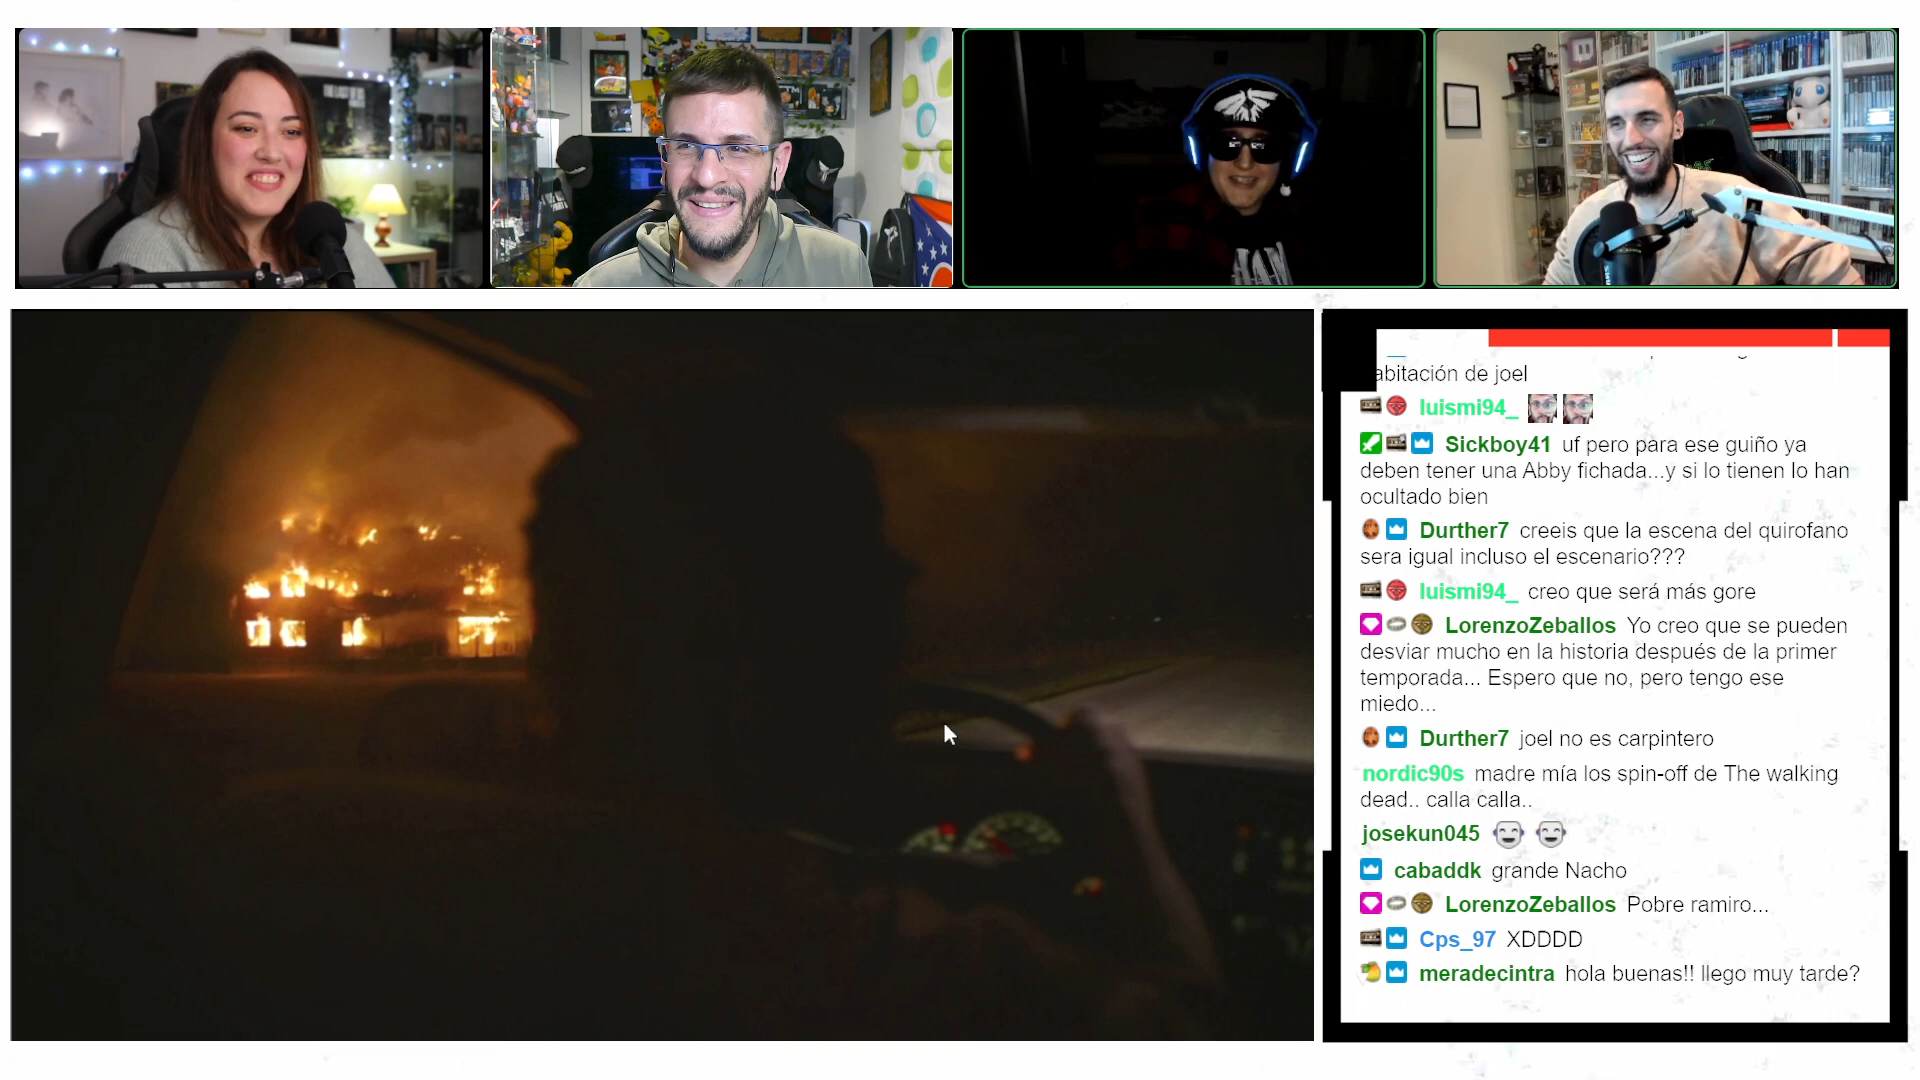 THE LAST OF US
abitación de joel
luismi94_
Sickboy41 uf pero para ese guiño ya
deben tener una Abby fichada...y si lo tienen lo han
ocultado bien
Durther7 creeis que la escena del quirofano
sera igual incluso el escenario???
luismi94_ creo que será más gore
LorenzoZeballos Yo creo que se pueden
desviar mucho en la historia después de la primer
temporada... Espero que no, pero tengo ese
miedo...
Durther7 joel no es carpintero
nordic90s madre mía los spin-off de The walking
dead.. calla calla..
josekun045
cabaddk grande Nacho
LorenzoZeballos Pobre ramiro...
Cps_97 XDDDD
meradecintra hola buenas!! llego muy tarde?